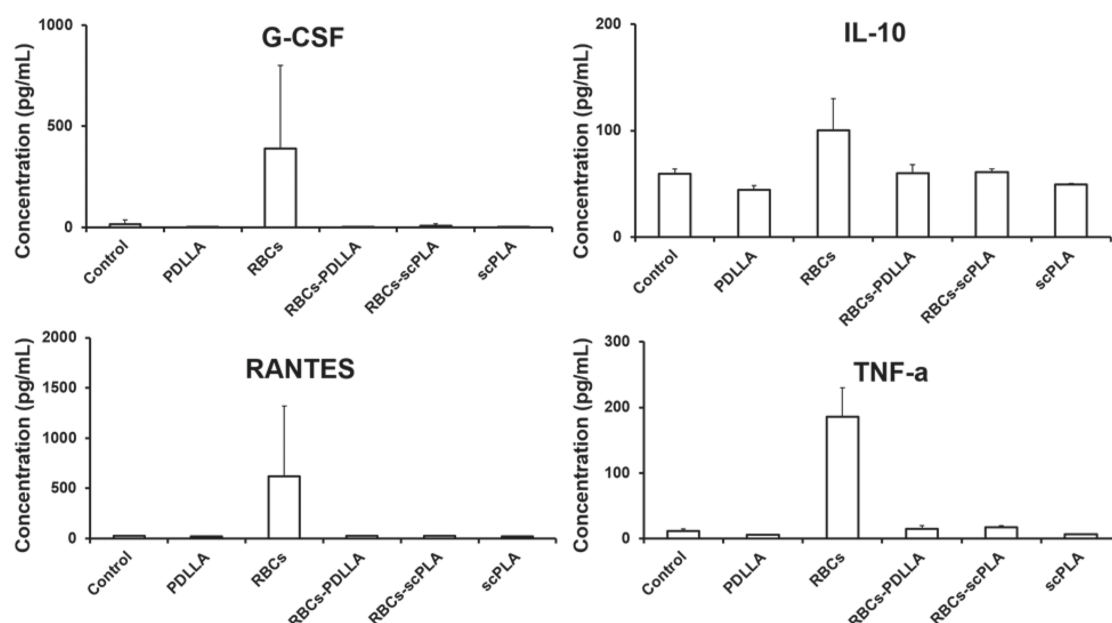 G-CSF
Concentration (pg/mL)
1000
500
0
Control
PDLLA
RBCs
RBCs-PDLLA
RBCs-scPLA
scPLA
IL-10
Concentration (pg/mL)
200
100
0
Control
PDLLA
RBCs
RBCs-PDLLA
RBCs-scPLA
scPLA
RANTES
Concentration (pg/mL)
2000
1500
1000
500
0
Control
PDLLA
RBCs
RBCs-PDLLA
RBCs-scPLA
scPLA
TNF-a
Concentration (pg/mL)
300
200
100
0
Control
PDLLA
RBCs
RBCs-PDLLA
RBCs-scPLA
scPLA